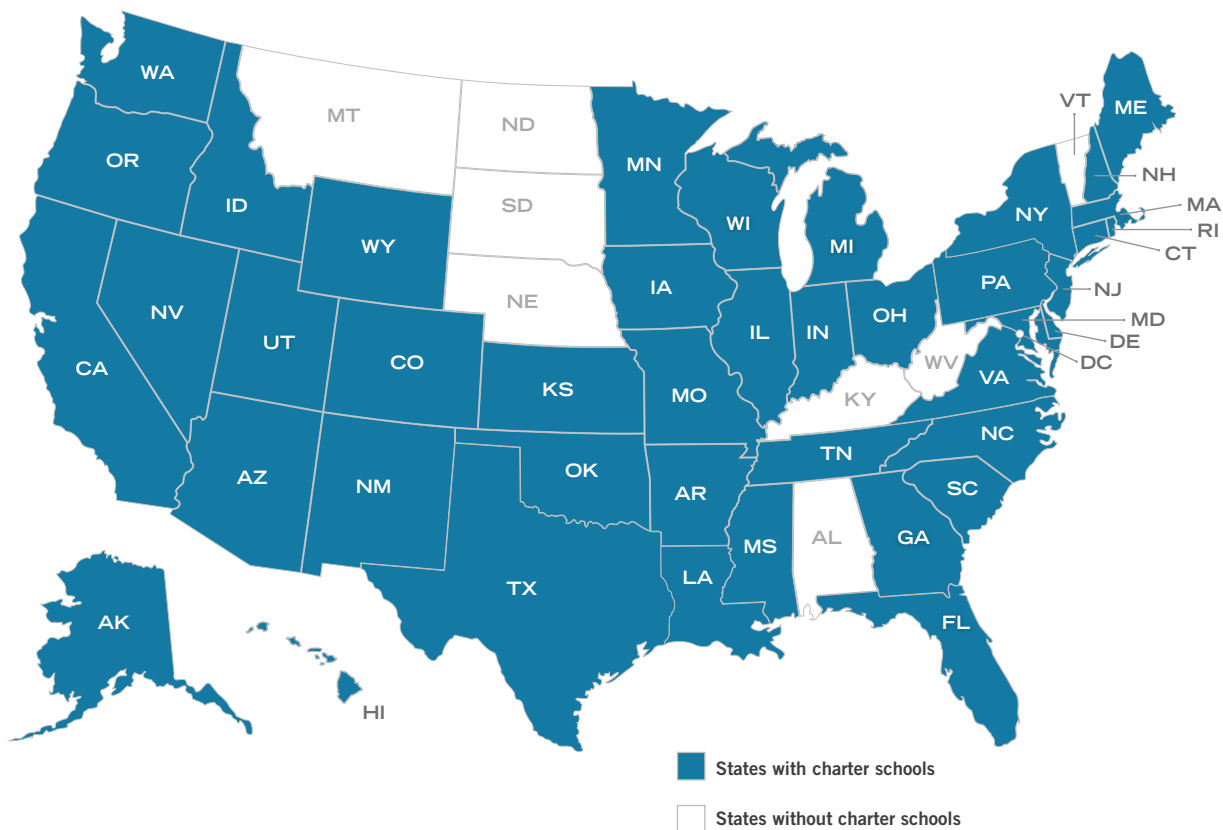 WA
MT
ND
MN
VT
ME
OR
ID
SD
WI
MI
NY
NH
MA
RI
CT
WY
NE
IA
PA
NJ
NV
UT
CO
IL
IN
OH
MD
DE
DC
CA
KS
MO
KY
WV
VA
AZ
NM
OK
AR
TN
NC
SC
TX
LA
MS
AL
GA
FL
AK
HI
States with charter schools
States without charter schools